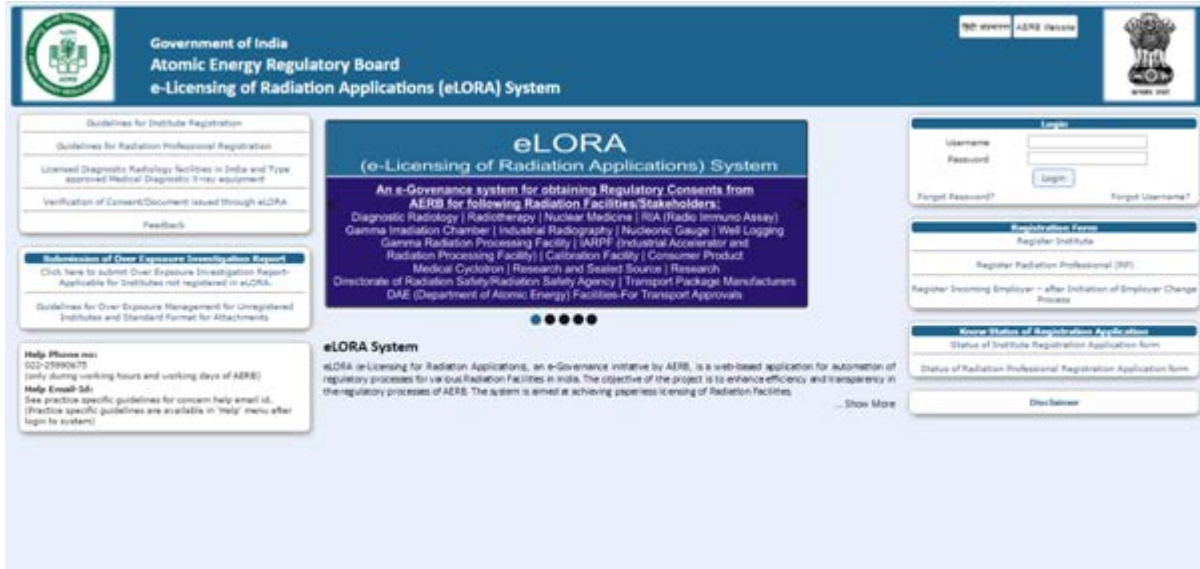 Government of India
Atomic Energy Regulatory Board
e-Licensing of Radiation Applications (eLORA) System
AERB Website
Guidelines for Institute Registration
Guidelines for Radiation Professional Registration
Licensed Diagnostic Radiology facilities in India and Type
approved Medical Diagnostic X-ray equipment
Verification of Consent/Document issued through eLORA
Feedback
Submission of Over Exposure Investigation Report
Click here to submit Over Exposure Investigation Report-
Applicable for Institutes not registered in eLORA.
Guidelines for Over Exposure Management for Unregistered
Institutes and Standard Format for Attachments
Help Phone no:
022-25990675
(only during working hours and working days of AERB)
Help Email-Id:
See practice specific guidelines for concern help email id.
(Practice specific guidelines are available in 'Help' menu after
login to system)
eLORA
(e-Licensing of Radiation Applications) System
An e-Governance system for obtaining Regulatory Consents from
AERB for following Radiation Facilities/Stakeholders:
Diagnostic Radiology | Radiotherapy | Nuclear Medicine | RIA (Radio Immuno Assay)
Gamma Irradiation Chamber | Industrial Radiography | Nucleonic Gauge | Well Logging
Gamma Radiation Processing Facility | IARPF (Industrial Accelerator and
Radiation Processing Facility) | Calibration Facility | Consumer Product
Medical Cyclotron | Research and Sealed Source | Research
Directorate of Radiation Safety/Radiation Safety Agency | Transport Package Manufacturers
DAE (Department of Atomic Energy) Facilities-For Transport Approvals
eLORA System
eLORA (e-Licensing for Radiation Applications, an e-Governance initiative by AERB, is a web-based application for automation of
regulatory processes for various Radiation Facilities in India. The objective of the project is to enhance efficiency and transparency in
the regulatory processes of AERB. The system is aimed at achieving paperless licensing of Radiation Facilities.
... Show More
Login
Username
Password
Login
Forgot Password?
Forgot Username?
Registration Form
Register Institute
Register Radiation Professional (RP)
Register Incoming Employer – after Initiation of Employer Change
Process
Know Status of Registration Application
Status of Institute Registration Application form
Status of Radiation Professional Registration Application form
Disclaimer